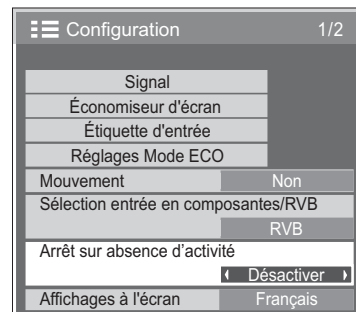 Configuration 1/2
Signal
Économiseur d'écran
Étiquette d'entrée
Réglages Mode ECO
Mouvement Non
Sélection entrée en composantes/RVB
RVB
Arrêt sur absence d’activité
Désactiver
Affichages à l'écran Français